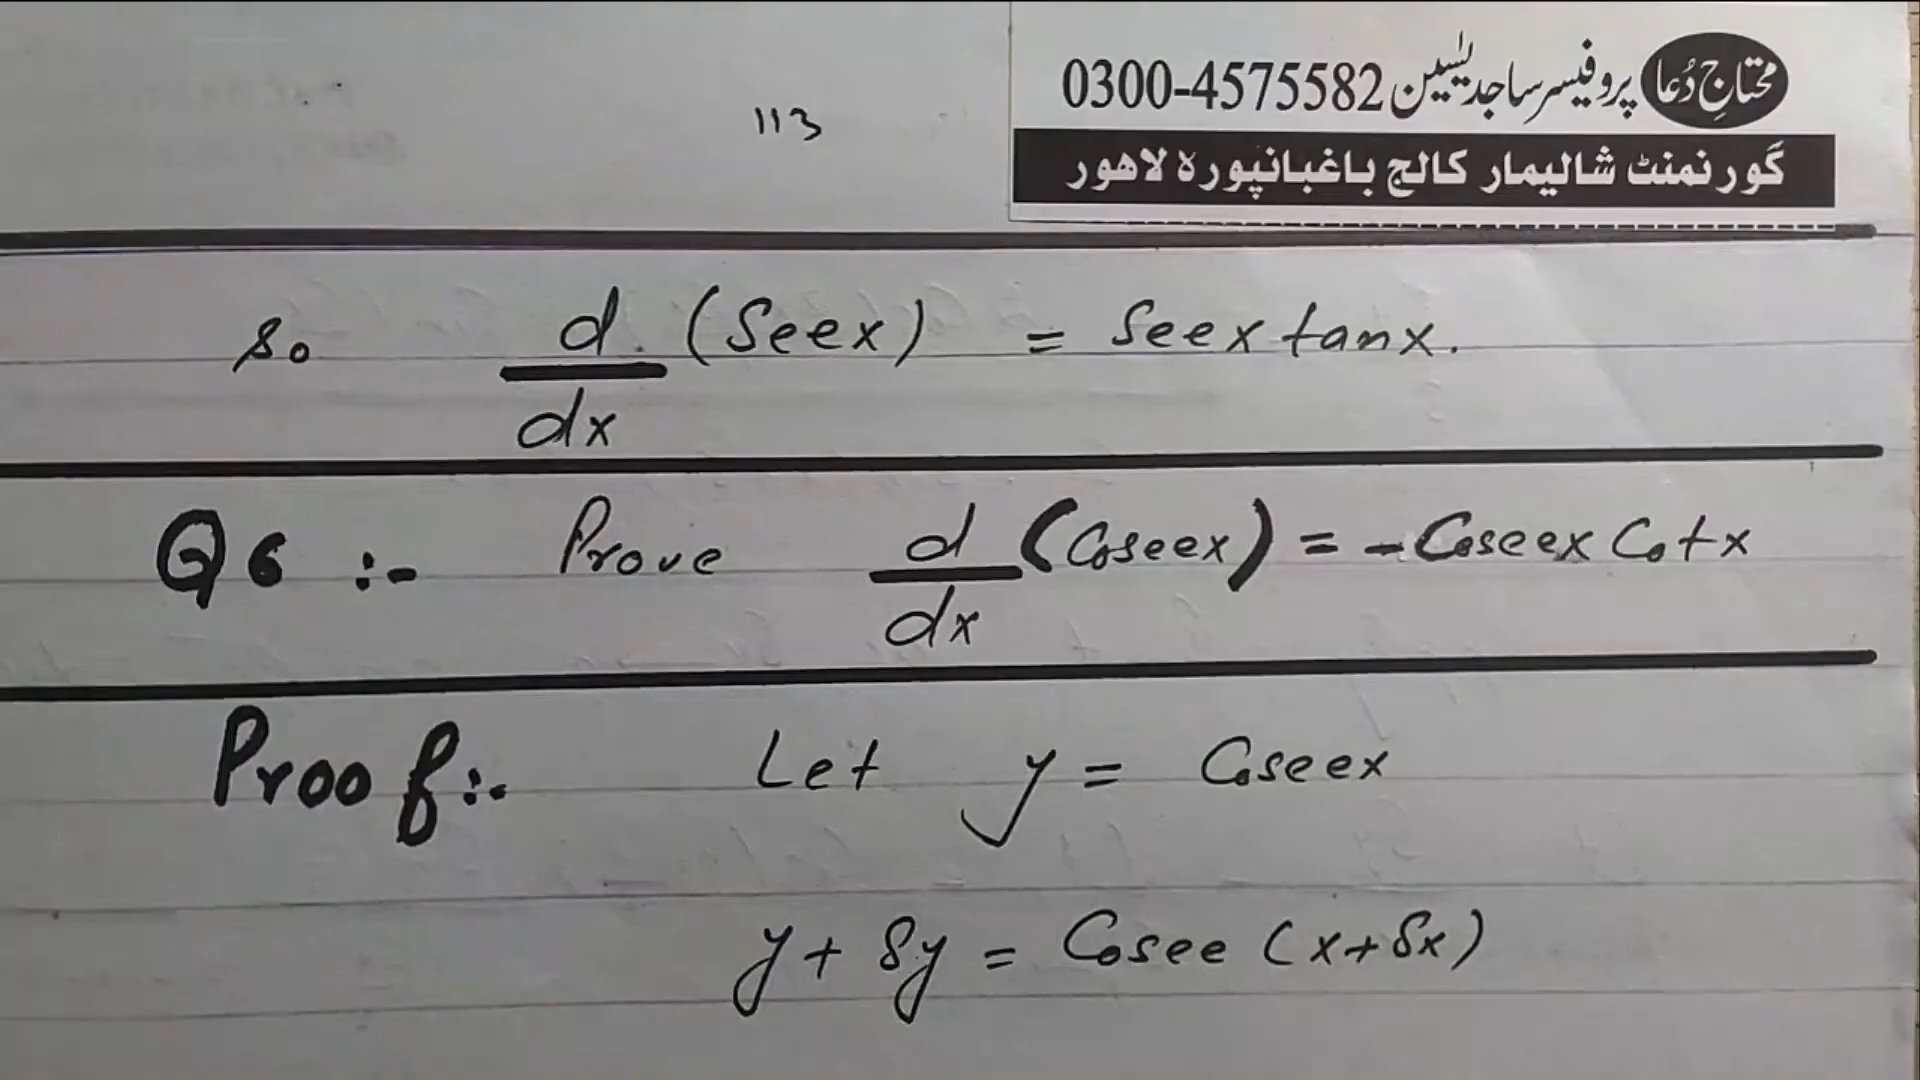 محتاجِ دُعا پروفیسر ساجد یٰسین 0300-4575582
113
گورنمنٹ شالیمار کالج باغبانپورہ لاہور
So d/dx (Secx) = Secx tanx.
Q6 :- Prove d/dx (Cosecx) = - Cosecx Cotx
Proof:- Let y = Cosecx
y + δy = Cosec (x+δx)